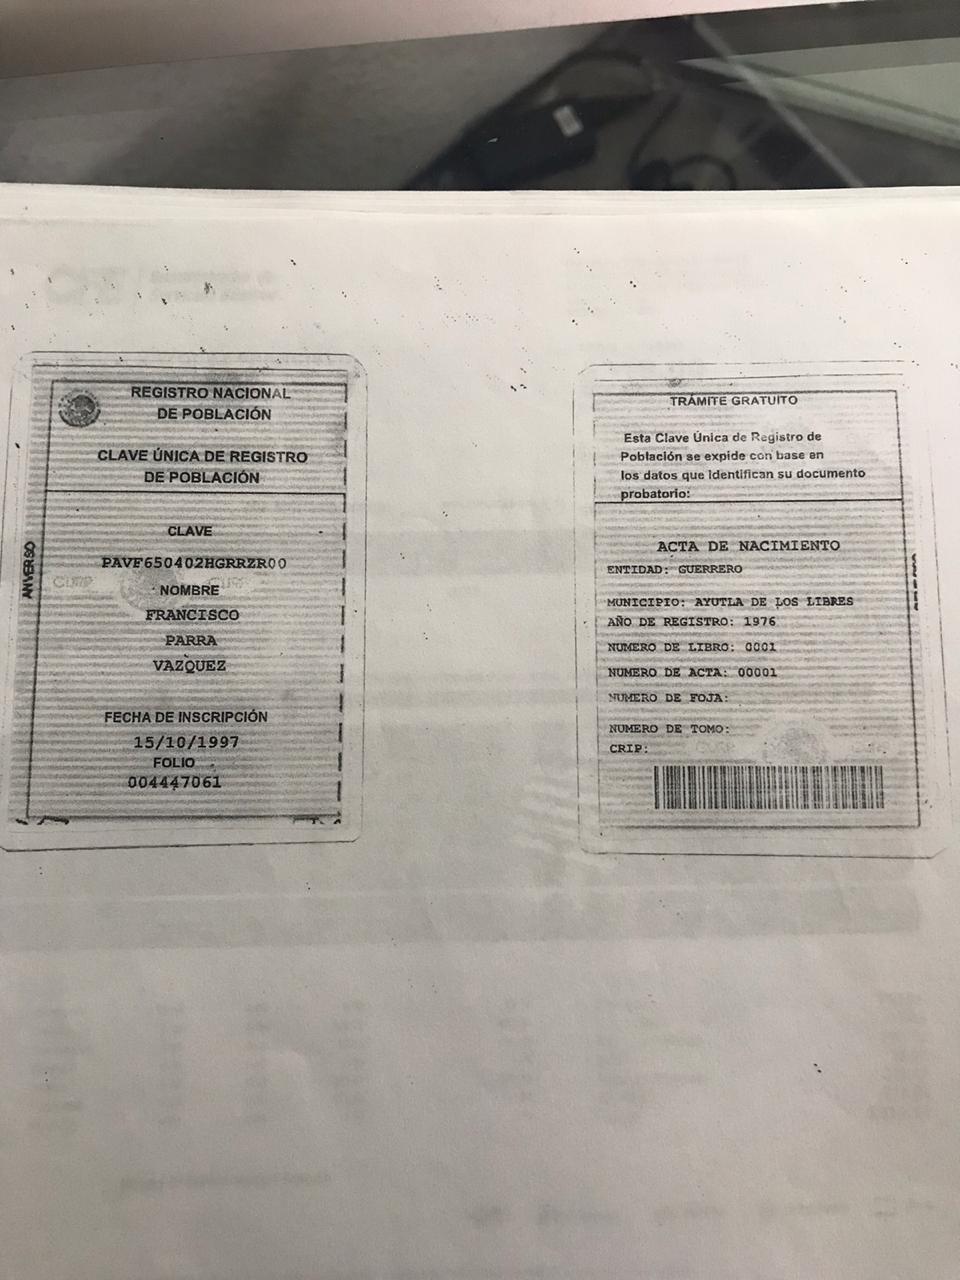 REGISTRO NACIONAL
DE POBLACIÓN
CLAVE ÚNICA DE REGISTRO
DE POBLACIÓN
CLAVE
PAVF650402HGRRZR00
NOMBRE
FRANCISCO
PARRA
VAZQUEZ
FECHA DE INSCRIPCIÓN
15/10/1997
FOLIO
004447061
ANVERSO
CURP
CURP
TRÁMITE GRATUITO
Esta Clave Única de Registro de
Población se expide con base en
los datos que identifican su documento
probatorio:
ACTA DE NACIMIENTO
ENTIDAD: GUERRERO
MUNICIPIO: AYUTLA DE LOS LIBRES
AÑO DE REGISTRO: 1976
NUMERO DE LIBRO: 0001
NUMERO DE ACTA: 00001
NUMERO DE FOJA:
NUMERO DE TOMO:
CRIP:
CURP